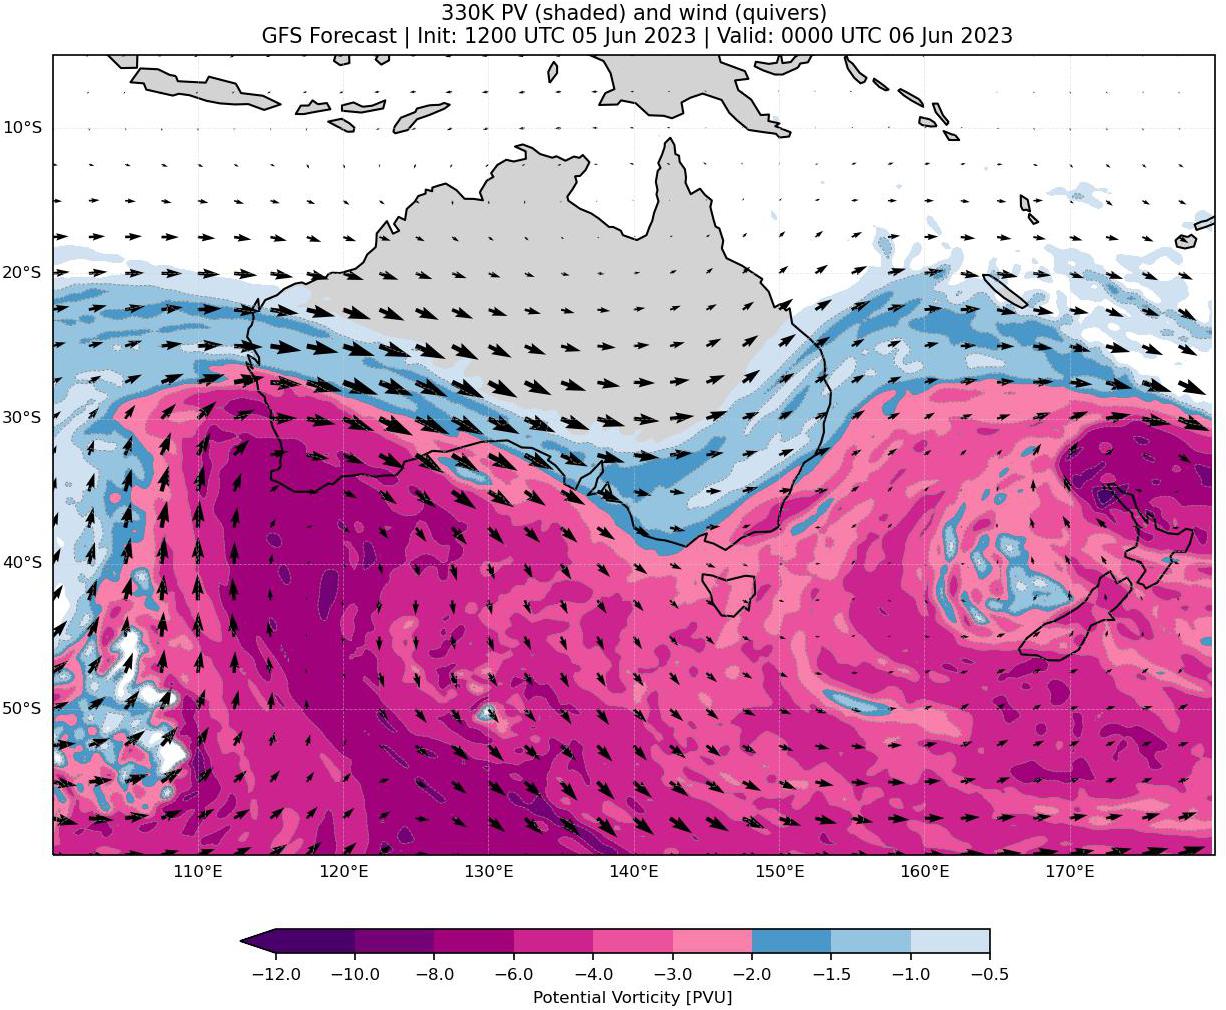 330K PV (shaded) and wind (quivers)
GFS Forecast | Init: 1200 UTC 05 Jun 2023 | Valid: 0000 UTC 06 Jun 2023
10°S
20°S
30°S
40°S
50°S
110°E 120°E 130°E 140°E 150°E 160°E 170°E
−12.0 −10.0 −8.0 −6.0 −4.0 −3.0 −2.0 −1.5 −1.0 −0.5
Potential Vorticity [PVU]